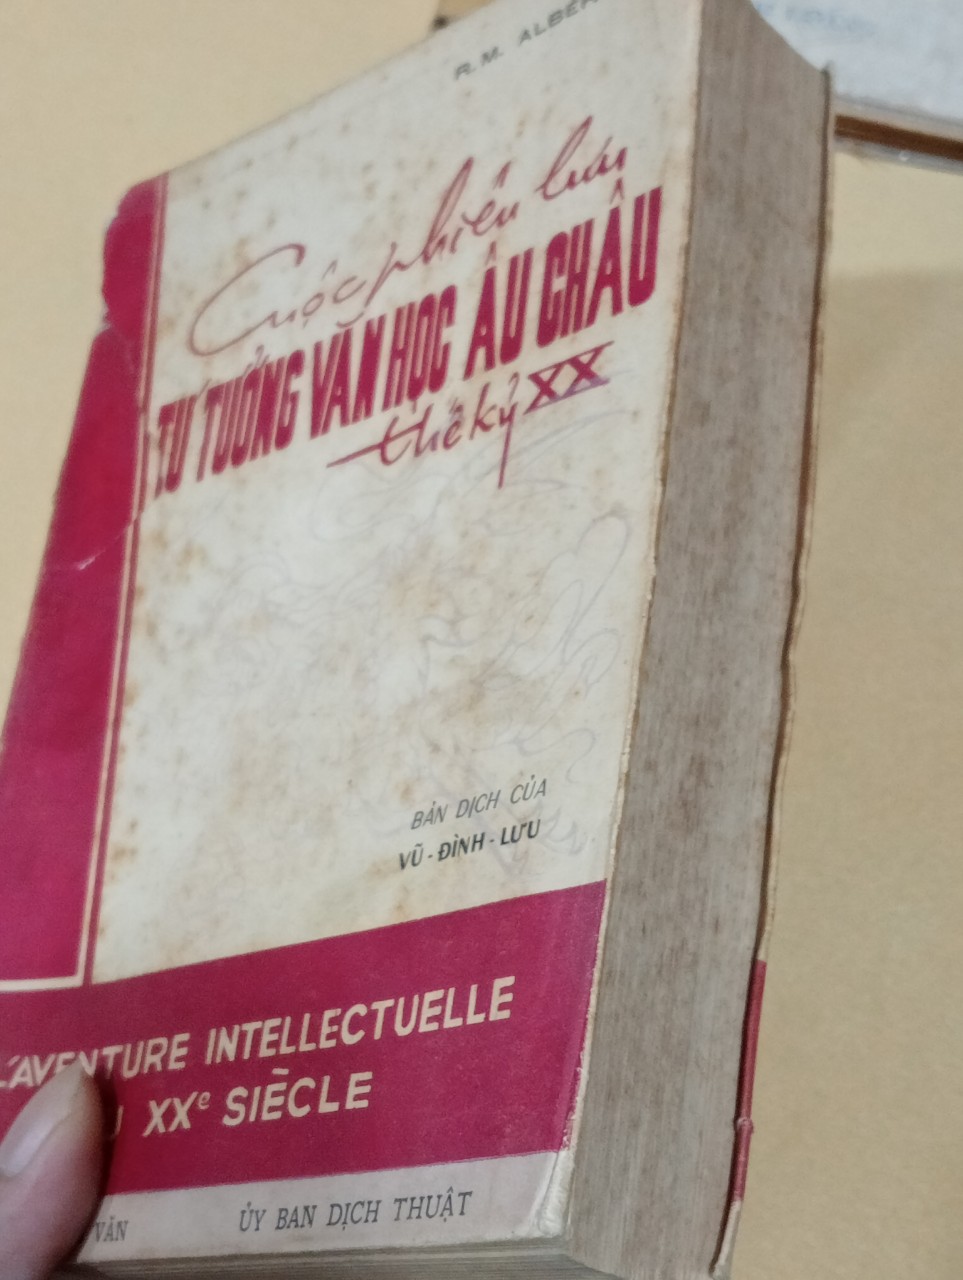 R.M. ALBÉR
Cuộc phiêu lưu
TƯ TƯỞNG VĂN HỌC ÂU CHÂU
thế kỷ XX
BẢN DỊCH CỦA
VŨ-ĐÌNH-LƯU
L'AVENTURE INTELLECTUELLE
XXe SIÈCLE
VĂN
ỦY BAN DỊCH THUẬT